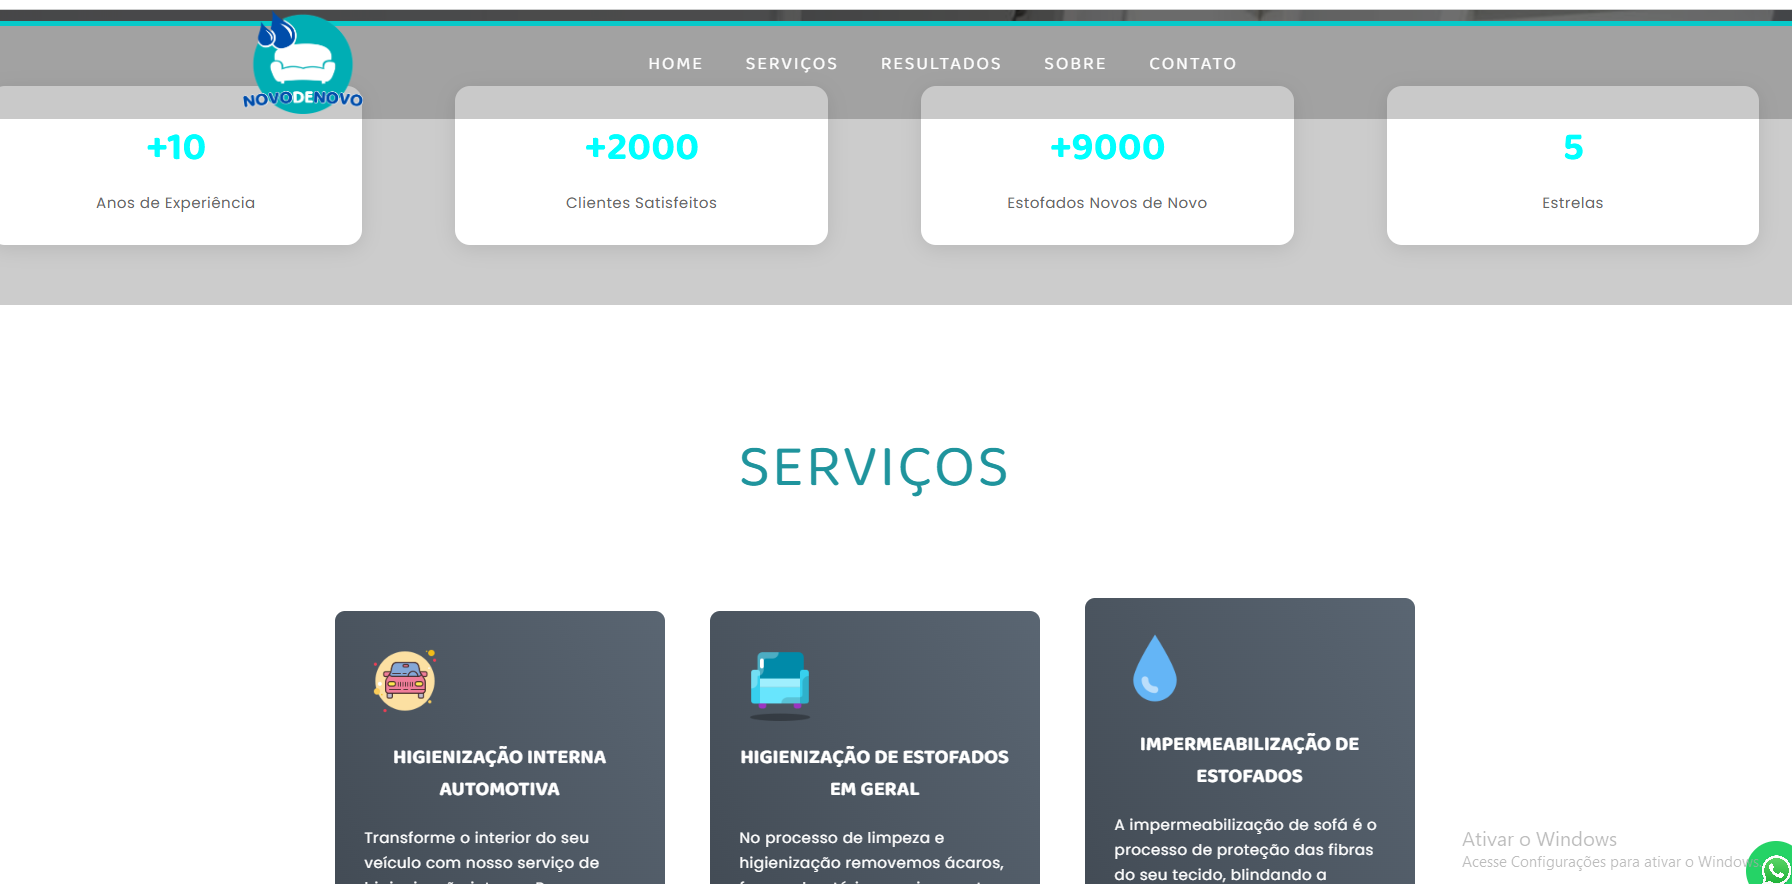 HOME SERVIÇOS RESULTADOS SOBRE CONTATO
NOVODENOVO
+10
Anos de Experiência
+2000
Clientes Satisfeitos
+9000
Estofados Novos de Novo
5
Estrelas
SERVIÇOS
HIGIENIZAÇÃO INTERNA
AUTOMOTIVA
Transforme o interior do seu
veículo com nosso serviço de
HIGIENIZAÇÃO DE ESTOFADOS
EM GERAL
No processo de limpeza e
higienização removemos ácaros,
IMPERMEABILIZAÇÃO DE
ESTOFADOS
A impermeabilização de sofá é o
processo de proteção das fibras
do seu tecido, blindando a
Ativar o Windows
Acesse Configurações para ativar o Windows